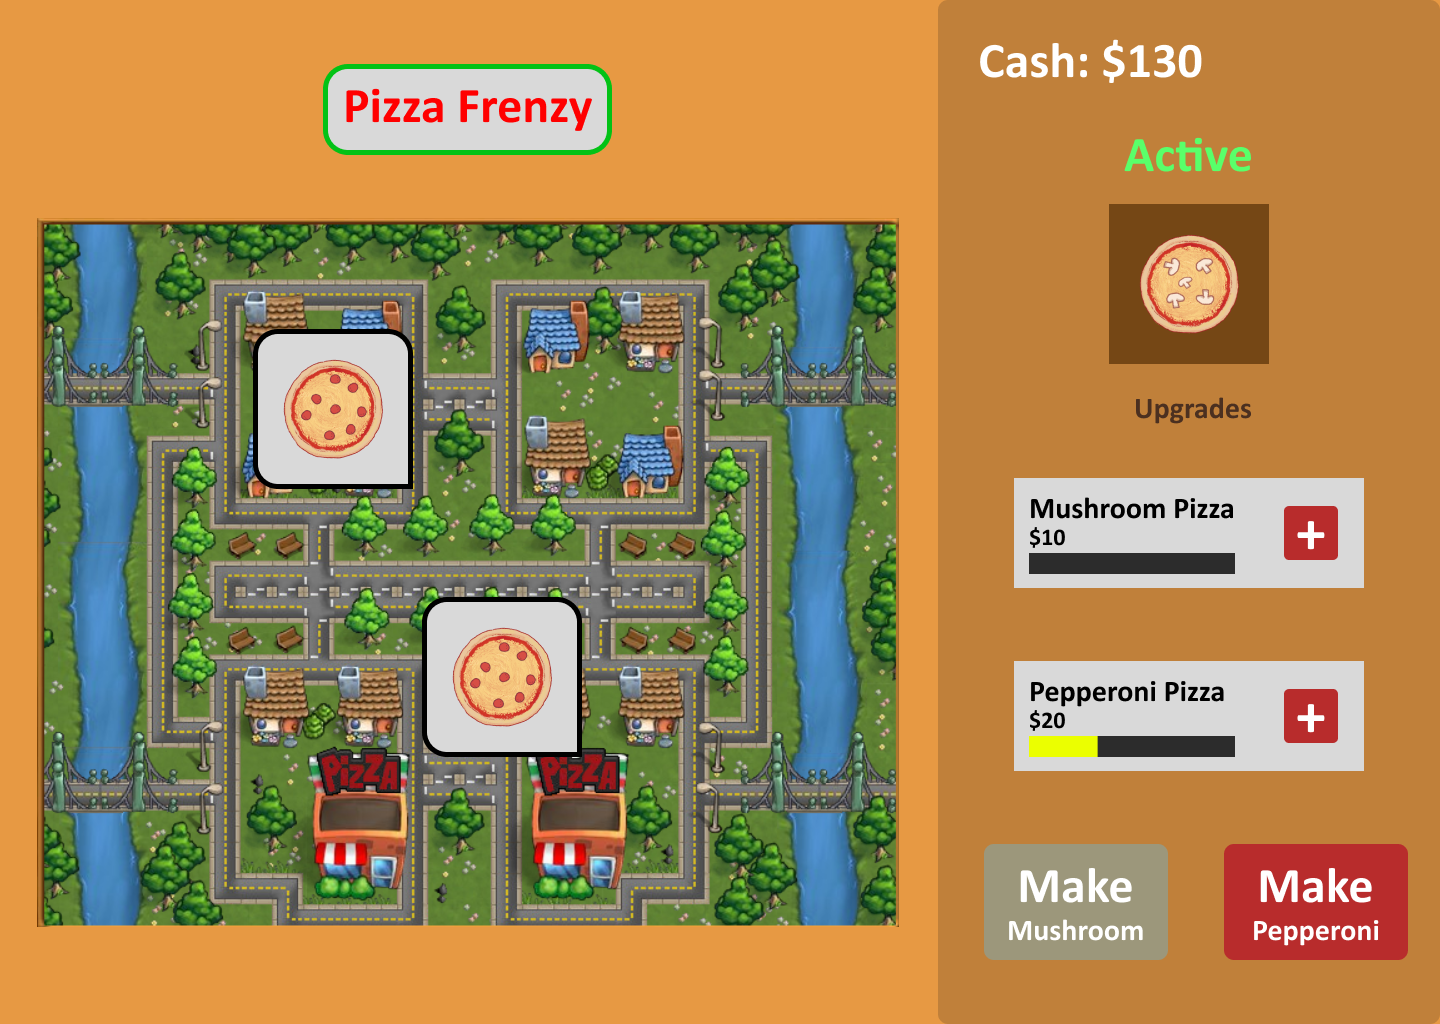 Pizza Frenzy
PIZZA
PIZZA
Cash: $130
Active
Upgrades
Mushroom Pizza
$10
+
Pepperoni Pizza
$20
+
Make
Mushroom
Make
Pepperoni